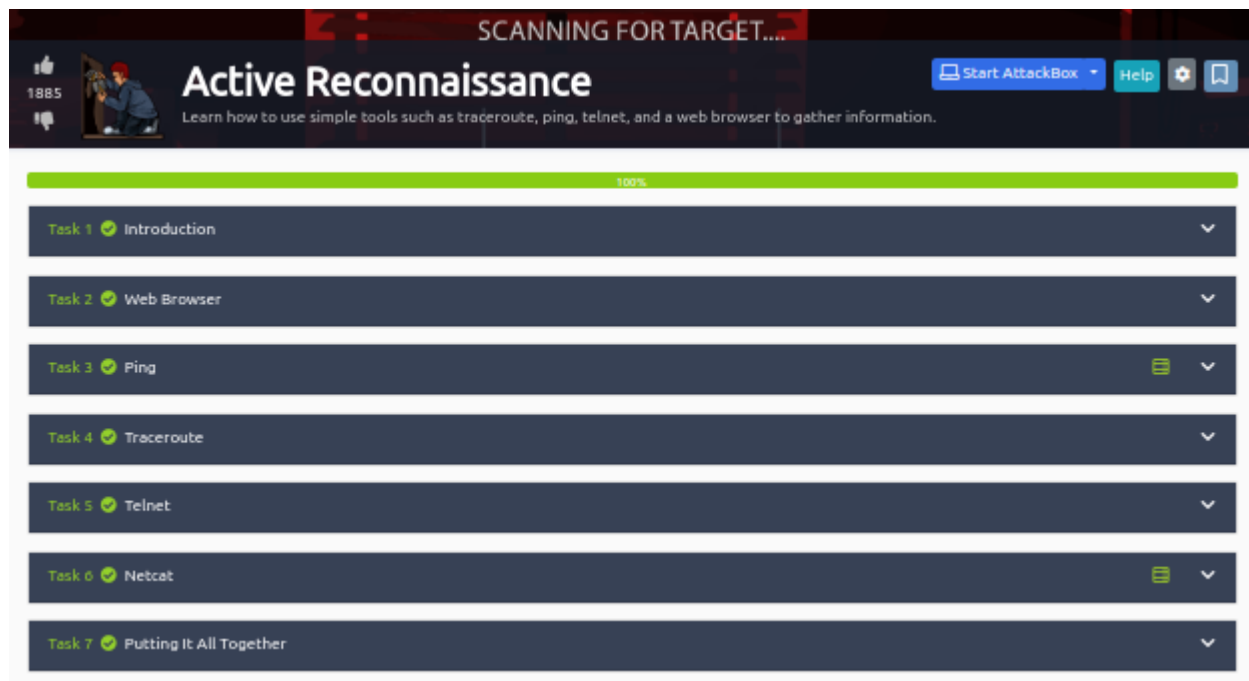 SCANNING FOR TARGET....
1885
Active Reconnaissance
Learn how to use simple tools such as traceroute, ping, telnet, and a web browser to gather information.
Start AttackBox
Help
100%
Task 1 Introduction
Task 2 Web Browser
Task 3 Ping
Task 4 Traceroute
Task 5 Telnet
Task 6 Netcat
Task 7 Putting It All Together